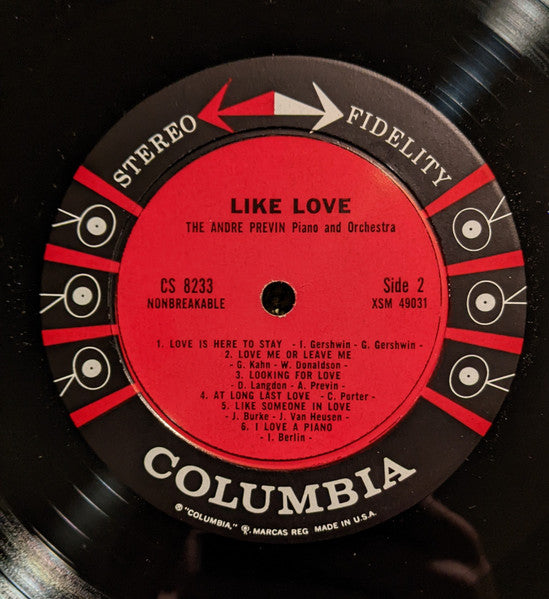 STEREO FIDELITY
LIKE LOVE
THE ANDRE PREVIN Piano and Orchestra
CS 8233
NONBREAKABLE
Side 2
XSM 49031
1. LOVE IS HERE TO STAY - I. Gershwin - G. Gershwin -
2. LOVE ME OR LEAVE ME
- G. Kahn - W. Donaldson -
3. LOOKING FOR LOVE
- D. Langdon - A. Previn -
4. AT LONG LAST LOVE - C. Porter -
5. LIKE SOMEONE IN LOVE
- J. Burke - J. Van Heusen -
6. I LOVE A PIANO
- I. Berlin -
COLUMBIA
® "COLUMBIA," ®. MARCAS REG MADE IN U.S.A.